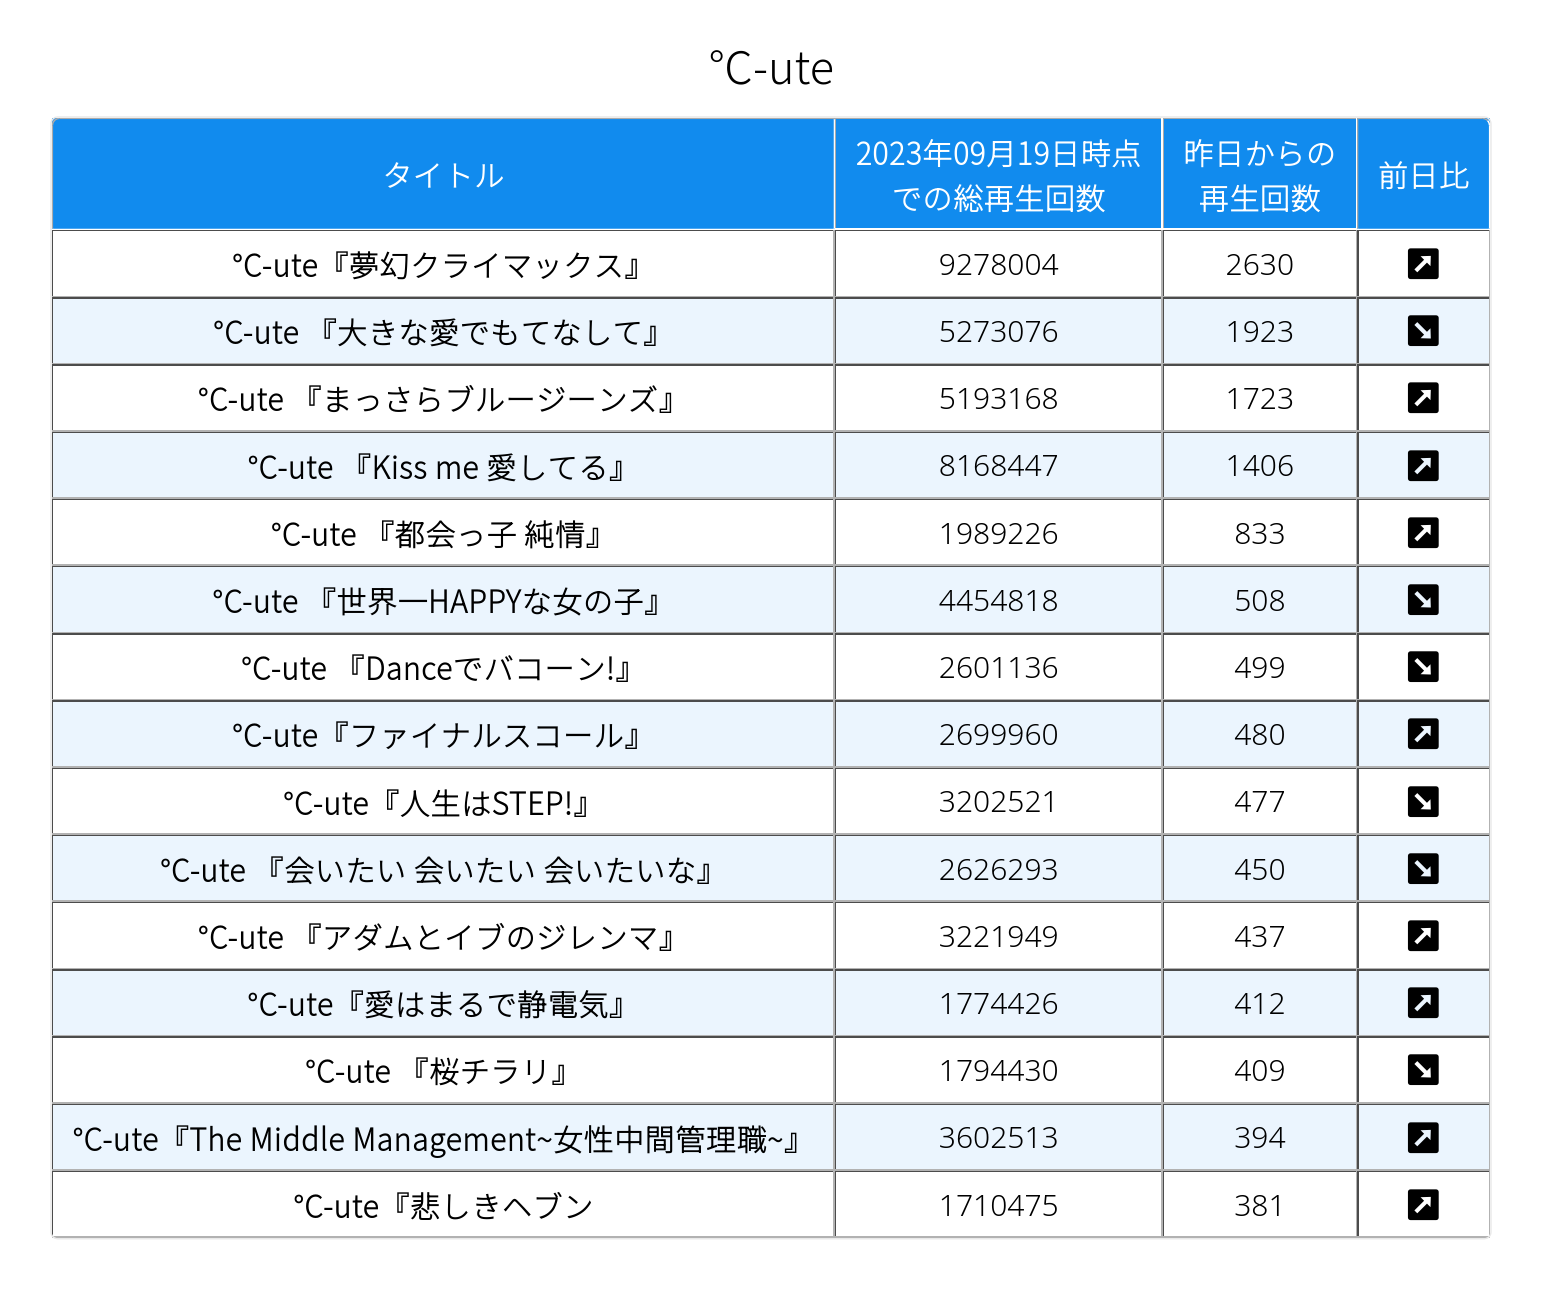 ℃-ute
タイトル
2023年09月19日時点
での総再生回数
昨日からの
再生回数
前日比
℃-ute『夢幻クライマックス』 9278004 2630 ↗
℃-ute 『大きな愛でもてなして』 5273076 1923 ↘
℃-ute 『まっさらブルージーンズ』 5193168 1723 ↗
℃-ute 『Kiss me 愛してる』 8168447 1406 ↗
℃-ute 『都会っ子 純情』 1989226 833 ↗
℃-ute 『世界一HAPPYな女の子』 4454818 508 ↘
℃-ute 『Danceでバコーン!』 2601136 499 ↘
℃-ute『ファイナルスコール』 2699960 480 ↗
℃-ute『人生はSTEP!』 3202521 477 ↘
℃-ute 『会いたい 会いたい 会いたいな』 2626293 450 ↘
℃-ute 『アダムとイブのジレンマ』 3221949 437 ↗
℃-ute『愛はまるで静電気』 1774426 412 ↗
℃-ute 『桜チラリ』 1794430 409 ↘
℃-ute『The Middle Management~女性中間管理職~』 3602513 394 ↗
℃-ute『悲しきヘブン 1710475 381 ↗